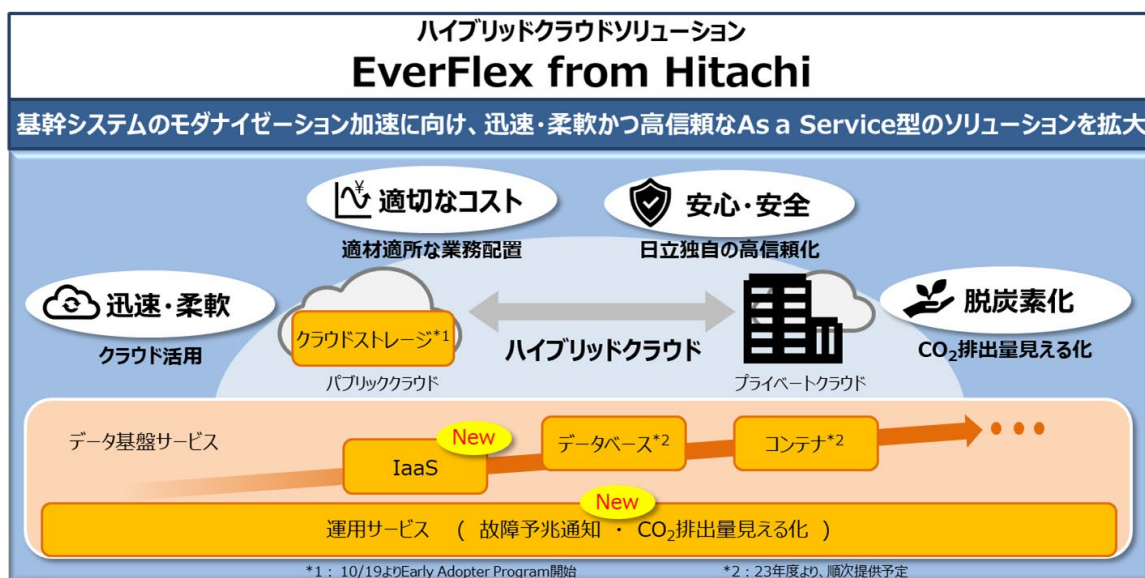 ハイブリッドクラウドソリューション
EverFlex from Hitachi
基幹システムのモダナイゼーション加速に向け、迅速・柔軟かつ高信頼なAs a Service型のソリューションを拡大
¥
適切なコスト
適材適所な業務配置
安心・安全
日立独自の高信頼化
迅速・柔軟
クラウド活用
脱炭素化
CO₂排出量見える化
クラウドストレージ*1
パブリッククラウド
ハイブリッドクラウド
プライベートクラウド
データ基盤サービス
New
IaaS
データベース*2
コンテナ*2
New
運用サービス （ 故障予兆通知 ・ CO₂排出量見える化 ）
*1： 10/19よりEarly Adopter Program開始
*2：23年度より、順次提供予定